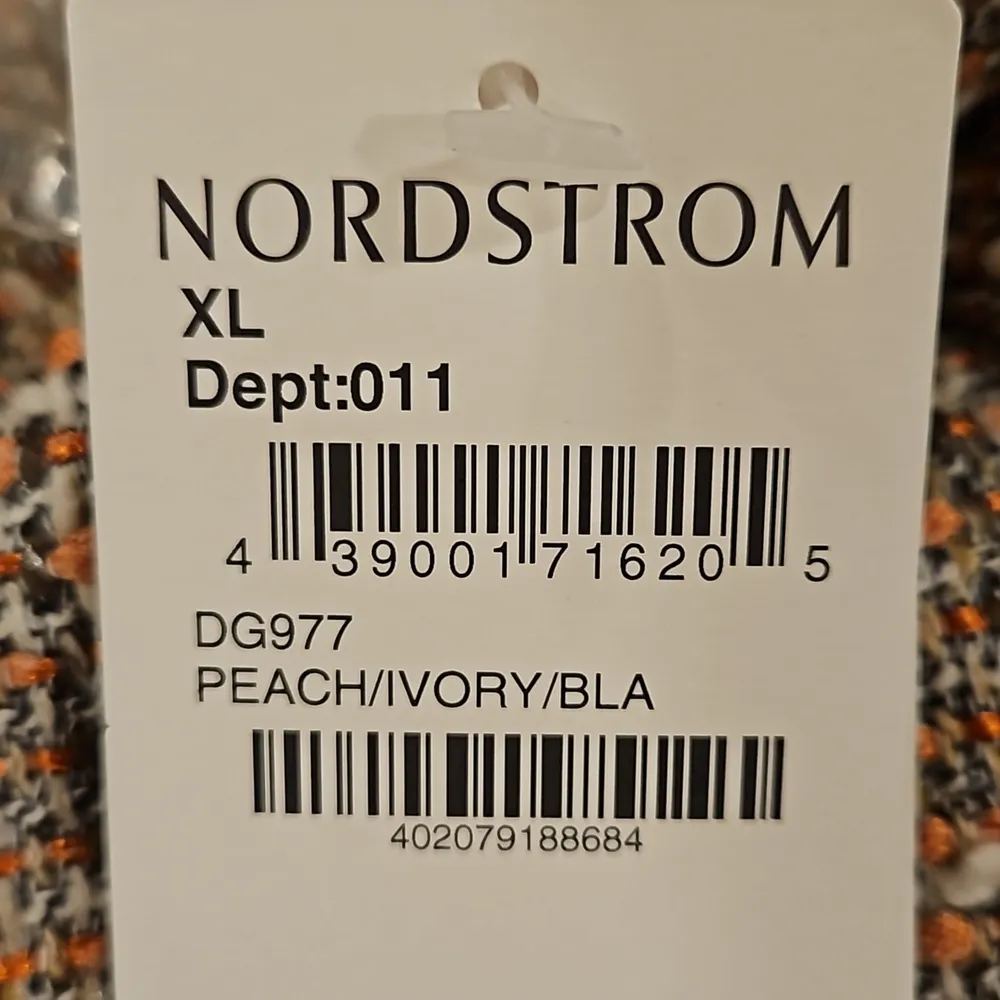 NORDSTROM
XL
Dept:011
4 39001 71620 5
DG977
PEACH/IVORY/BLA
402079188684